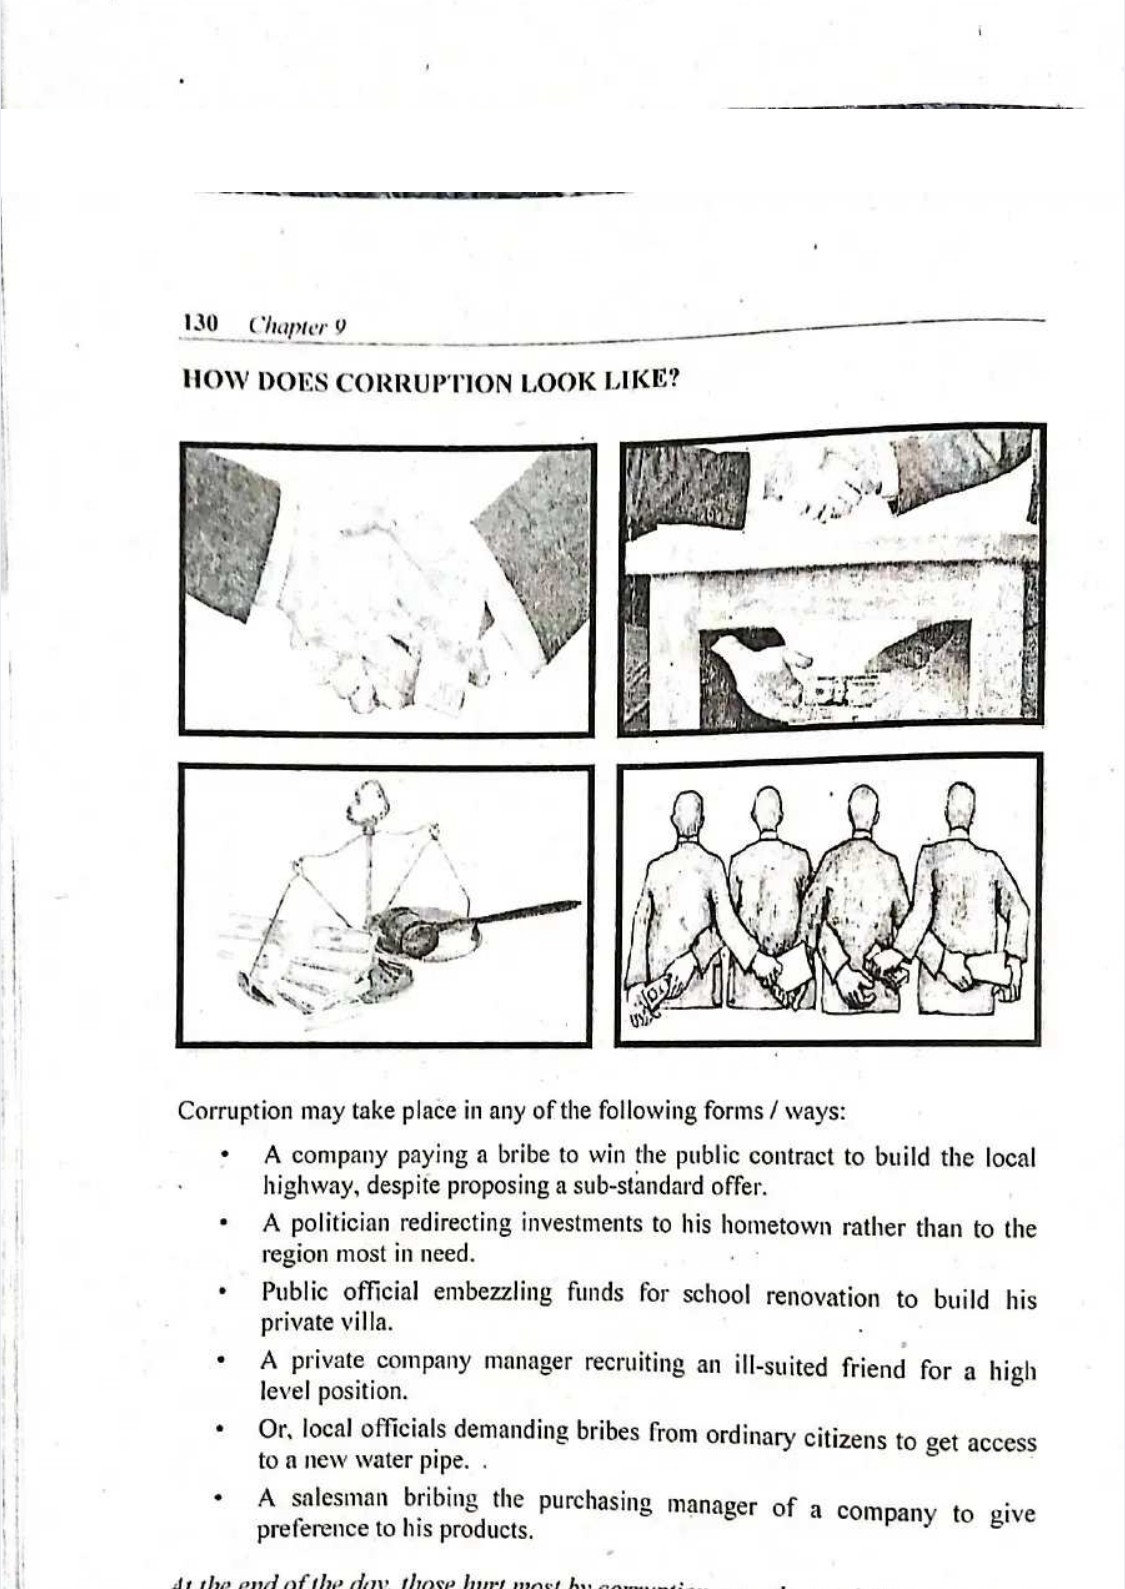 130 Chapter 9
HOW DOES CORRUPTION LOOK LIKE?
Corruption may take place in any of the following forms / ways:
• A company paying a bribe to win the public contract to build the local
highway, despite proposing a sub-standard offer.
• A politician redirecting investments to his hometown rather than to the
region most in need.
• Public official embezzling funds for school renovation to build his
private villa.
• A private company manager recruiting an ill-suited friend for a high
level position.
• Or, local officials demanding bribes from ordinary citizens to get access
to a new water pipe. .
• A salesman bribing the purchasing manager of a company to give
preference to his products.
At the end of the day, those hurt most by